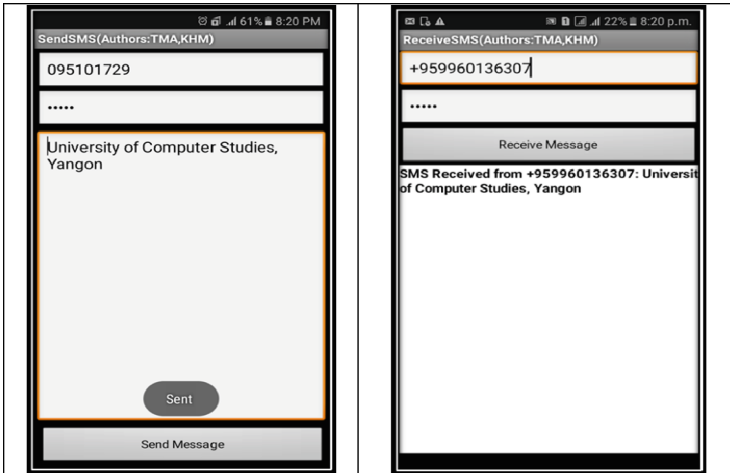 61% 8:20 PM
SendSMS(Authors:TMA,KHM)
095101729
•••••
University of Computer Studies,
Yangon
Sent
Send Message
22% 8:20 p.m.
ReceiveSMS(Authors:TMA,KHM)
+959960136307
•••••
Receive Message
SMS Received from +959960136307: Universit
of Computer Studies, Yangon